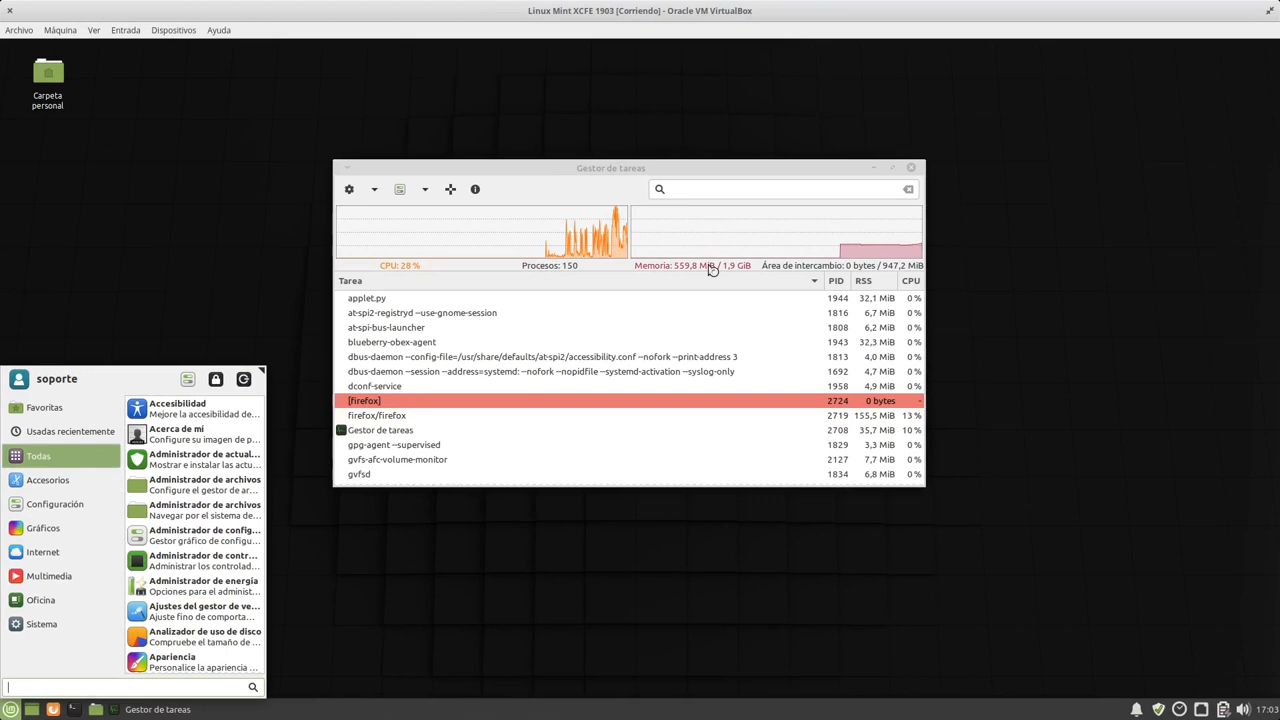 Linux Mint XCFE 1903 [Corriendo] - Oracle VM VirtualBox
Archivo Máquina Ver Entrada Dispositivos Ayuda
Carpeta
personal
Gestor de tareas
CPU: 28 % Procesos: 150 Memoria: 559,8 MiB / 1,9 GiB Área de intercambio: 0 bytes / 947,2 MiB
Tarea PID RSS CPU
applet.py 1944 32,1 MiB 0 %
at-spi2-registryd --use-gnome-session 1816 6,7 MiB 0 %
at-spi-bus-launcher 1808 6,2 MiB 0 %
blueberry-obex-agent 1943 32,3 MiB 0 %
dbus-daemon --config-file=/usr/share/defaults/at-spi2/accessibility.conf --nofork --print-address 3 1813 4,0 MiB 0 %
dbus-daemon --session --address=systemd: --nofork --nopidfile --systemd-activation --syslog-only 1692 4,7 MiB 0 %
dconf-service 1958 4,9 MiB 0 %
[firefox] 2724 0 bytes -
firefox/firefox 2719 155,5 MiB 13 %
Gestor de tareas 2708 35,7 MiB 10 %
gpg-agent --supervised 1829 3,3 MiB 0 %
gvfs-afc-volume-monitor 2127 7,7 MiB 0 %
gvfsd 1834 6,8 MiB 0 %
soporte
Favoritas
Usadas recientemente
Todas
Accesorios
Configuración
Gráficos
Internet
Multimedia
Oficina
Sistema
Accesibilidad
Mejore la accesibilidad de...
Acerca de mí
Configure su imagen de p...
Administrador de actual...
Mostrar e instalar las actu...
Administrador de archivos
Configure el gestor de ar...
Administrador de archivos
Navegar por el sistema de...
Administrador de config...
Gestor gráfico de configu...
Administrador de contr...
Administrar los controlad...
Administrador de energía
Opciones para el administ...
Ajustes del gestor de ve...
Ajuste fino de comporta...
Analizador de uso de disco
Compruebe el tamaño de ...
Apariencia
Personalice la apariencia ...
Gestor de tareas
17:03